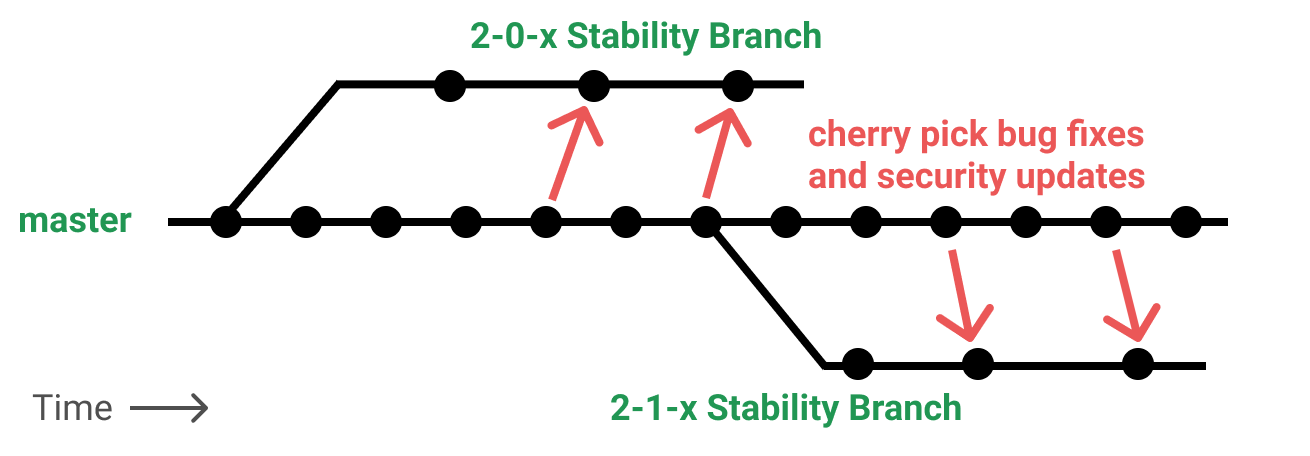 2-0-x Stability Branch
cherry pick bug fixes
and security updates
master
2-1-x Stability Branch
Time